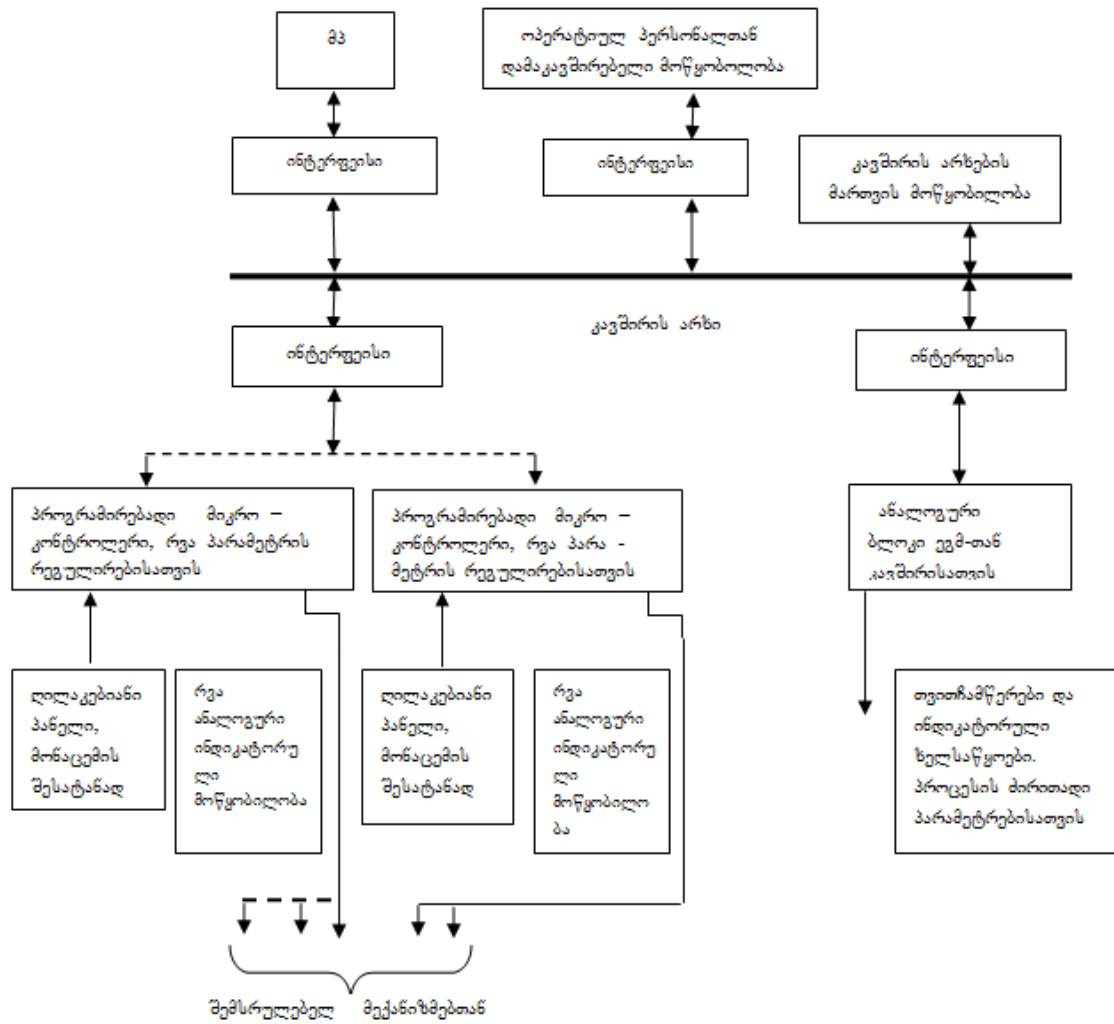 მპ
ოპერატიულ პერსონალთან
დამაკავშირებელი მოწყობოლობა
ინტერფეისი
ინტერფეისი
კავშირის არხების
მართვის მოწყობილობა
კავშირის არხი
ინტერფეისი
ინტერფეისი
პროგრამირებადი მიკრო –
კონტროლერი, რვა პარამეტრის
რეგულირებისათვის
პროგრამირებადი მიკრო –
კონტროლერი, რვა პარა -
მეტრის რეგულირებისათვის
ანალოგური
ბლოკი ეგმ-თან
კავშირისათვის
ღილაკებიანი
პანელი,
მონაცემის
შესატანად
რვა
ანალოგური
ინდიკატორუ
ლი
მოწყობილობა
ღილაკებიანი
პანელი,
მონაცემის
შესატანად
რვა
ანალოგური
ინდიკატორუ
ლი
მოწყობილო
ბა
თვითჩამწერები და
ინდიკატორული
ხელსაწყოები.
პროცესის ძირითადი
პარამეტრებისათვის
შემსრულებელ მექანიზმებთან